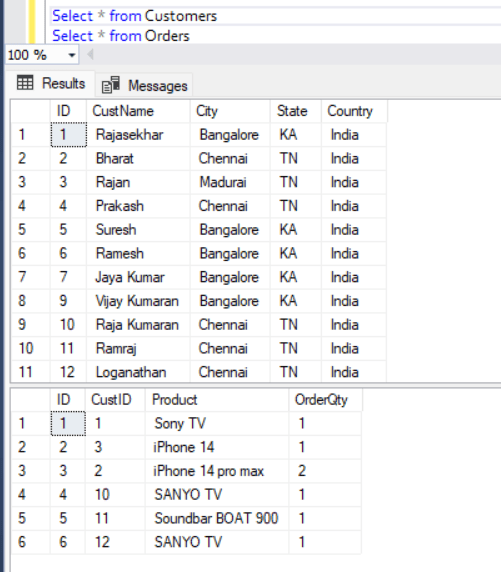 Select * from Customers
Select * from Orders
100 %
Results Messages
ID CustName City State Country
1 1 Rajasekhar Bangalore KA India
2 2 Bharat Chennai TN India
3 3 Rajan Madurai TN India
4 4 Prakash Chennai TN India
5 5 Suresh Bangalore KA India
6 6 Ramesh Bangalore KA India
7 7 Jaya Kumar Bangalore KA India
8 9 Vijay Kumaran Bangalore KA India
9 10 Raja Kumaran Chennai TN India
10 11 Ramraj Chennai TN India
11 12 Loganathan Chennai TN India
ID CustID Product OrderQty
1 1 1 Sony TV 1
2 2 3 iPhone 14 1
3 3 2 iPhone 14 pro max 2
4 4 10 SANYO TV 1
5 5 11 Soundbar BOAT 900 1
6 6 12 SANYO TV 1